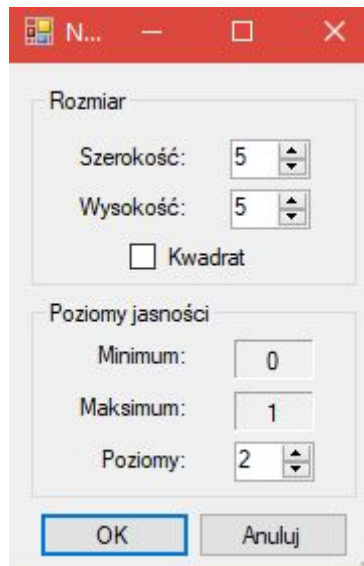 N...
Rozmiar
Szerokość: 5
Wysokość: 5
Kwadrat
Poziomy jasności
Minimum: 0
Maksimum: 1
Poziomy: 2
OK Anuluj